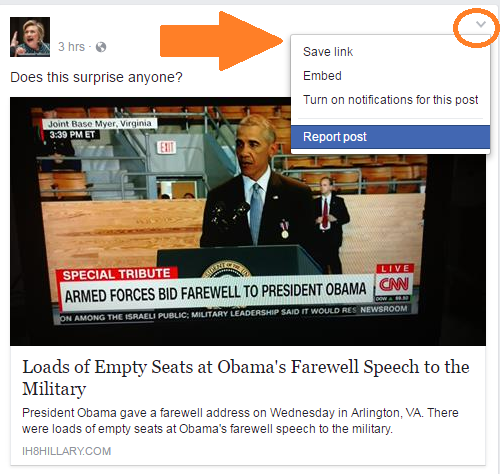 3 hrs ·
Does this surprise anyone?
Save link
Embed
Turn on notifications for this post
Report post
Joint Base Myer, Virginia
3:39 PM ET
EXIT
SPECIAL TRIBUTE
LIVE
ARMED FORCES BID FAREWELL TO PRESIDENT OBAMA
CNN
DOW
ON AMONG THE ISRAELI PUBLIC; MILITARY LEADERSHIP SAID IT WOULD RES
NEWSROOM
Loads of Empty Seats at Obama's Farewell Speech to the
Military
President Obama gave a farewell address on Wednesday in Arlington, VA. There
were loads of empty seats at Obama's farewell speech to the military.
IH8HILLARY.COM